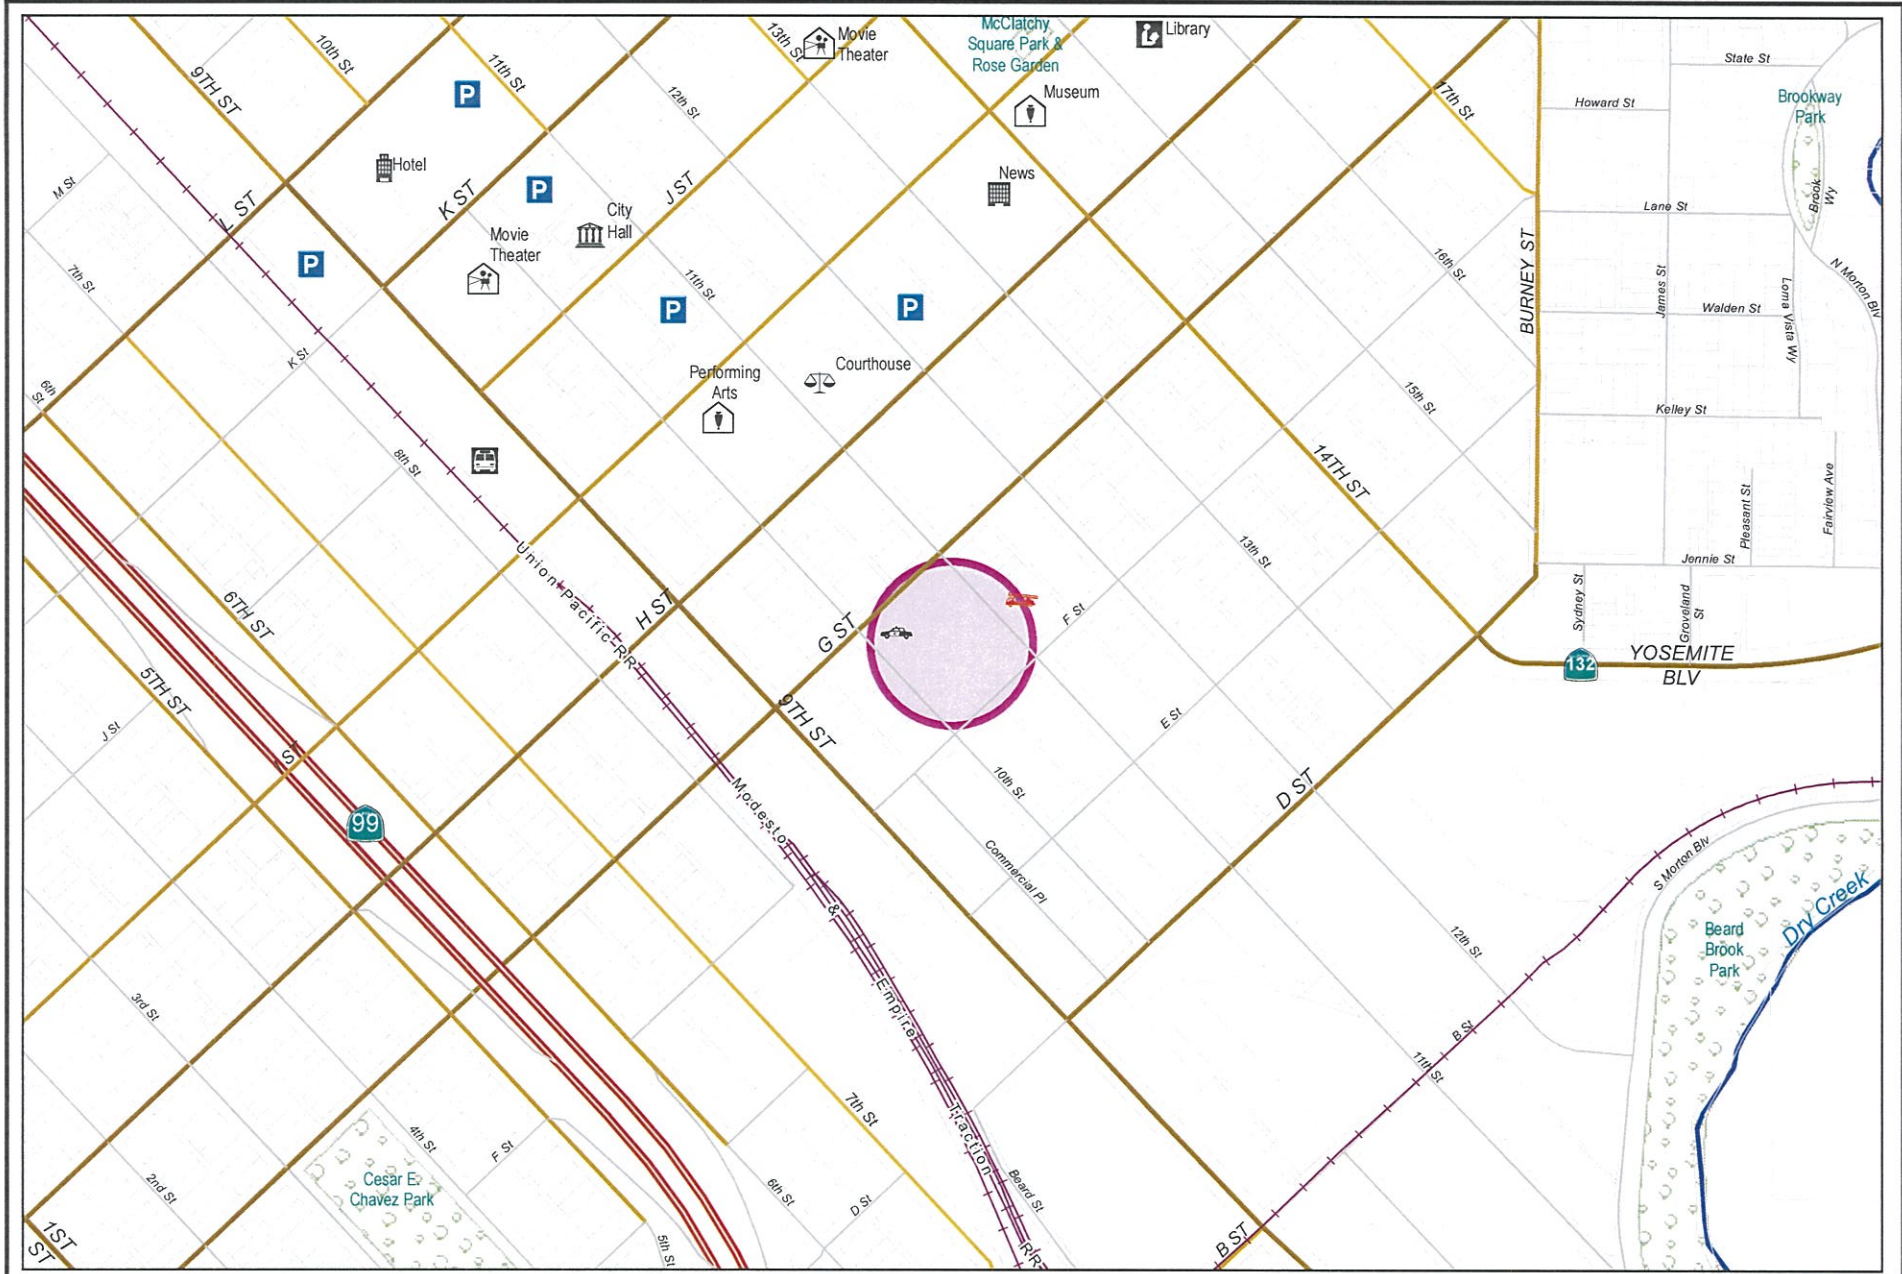 10th St
9TH ST
11th St
13th St
Movie
Theater
McClatchy
Square Park &
Rose Garden
Library
State St
12th St
Museum
17th St
Howard St
Brookway
Park
P
Hotel
M St
L ST
K ST
P
J ST
News
City
Hall
Movie
Theater
Lane St
Brook
Wy
P
7th St
11th St
P
P
16th St
BURNEY ST
James St
Walden St
Loma Vista Wy
N Morton Blv
K St
6th
St
Performing
Arts
Courthouse
15th St
Kelley St
8th St
14TH ST
Pleasant St
Fairview Ave
Union Pacific RR
13th St
Jennie St
6TH ST
H ST
G ST
F St
Sydney St
Groveland
St
YOSEMITE
BLV
132
5TH ST
9TH ST
E St
J St
I ST
99
Modesto & Empire Traction RR
10th St
D ST
Commercial Pl
S Morton Blv
Dry Creek
Beard
Brook
Park
12th St
3rd St
B St
11th St
7th St
4th St
F St
Cesar E.
Chavez Park
2nd St
6th St
D St
Beard St
1ST
ST
5th St
B ST